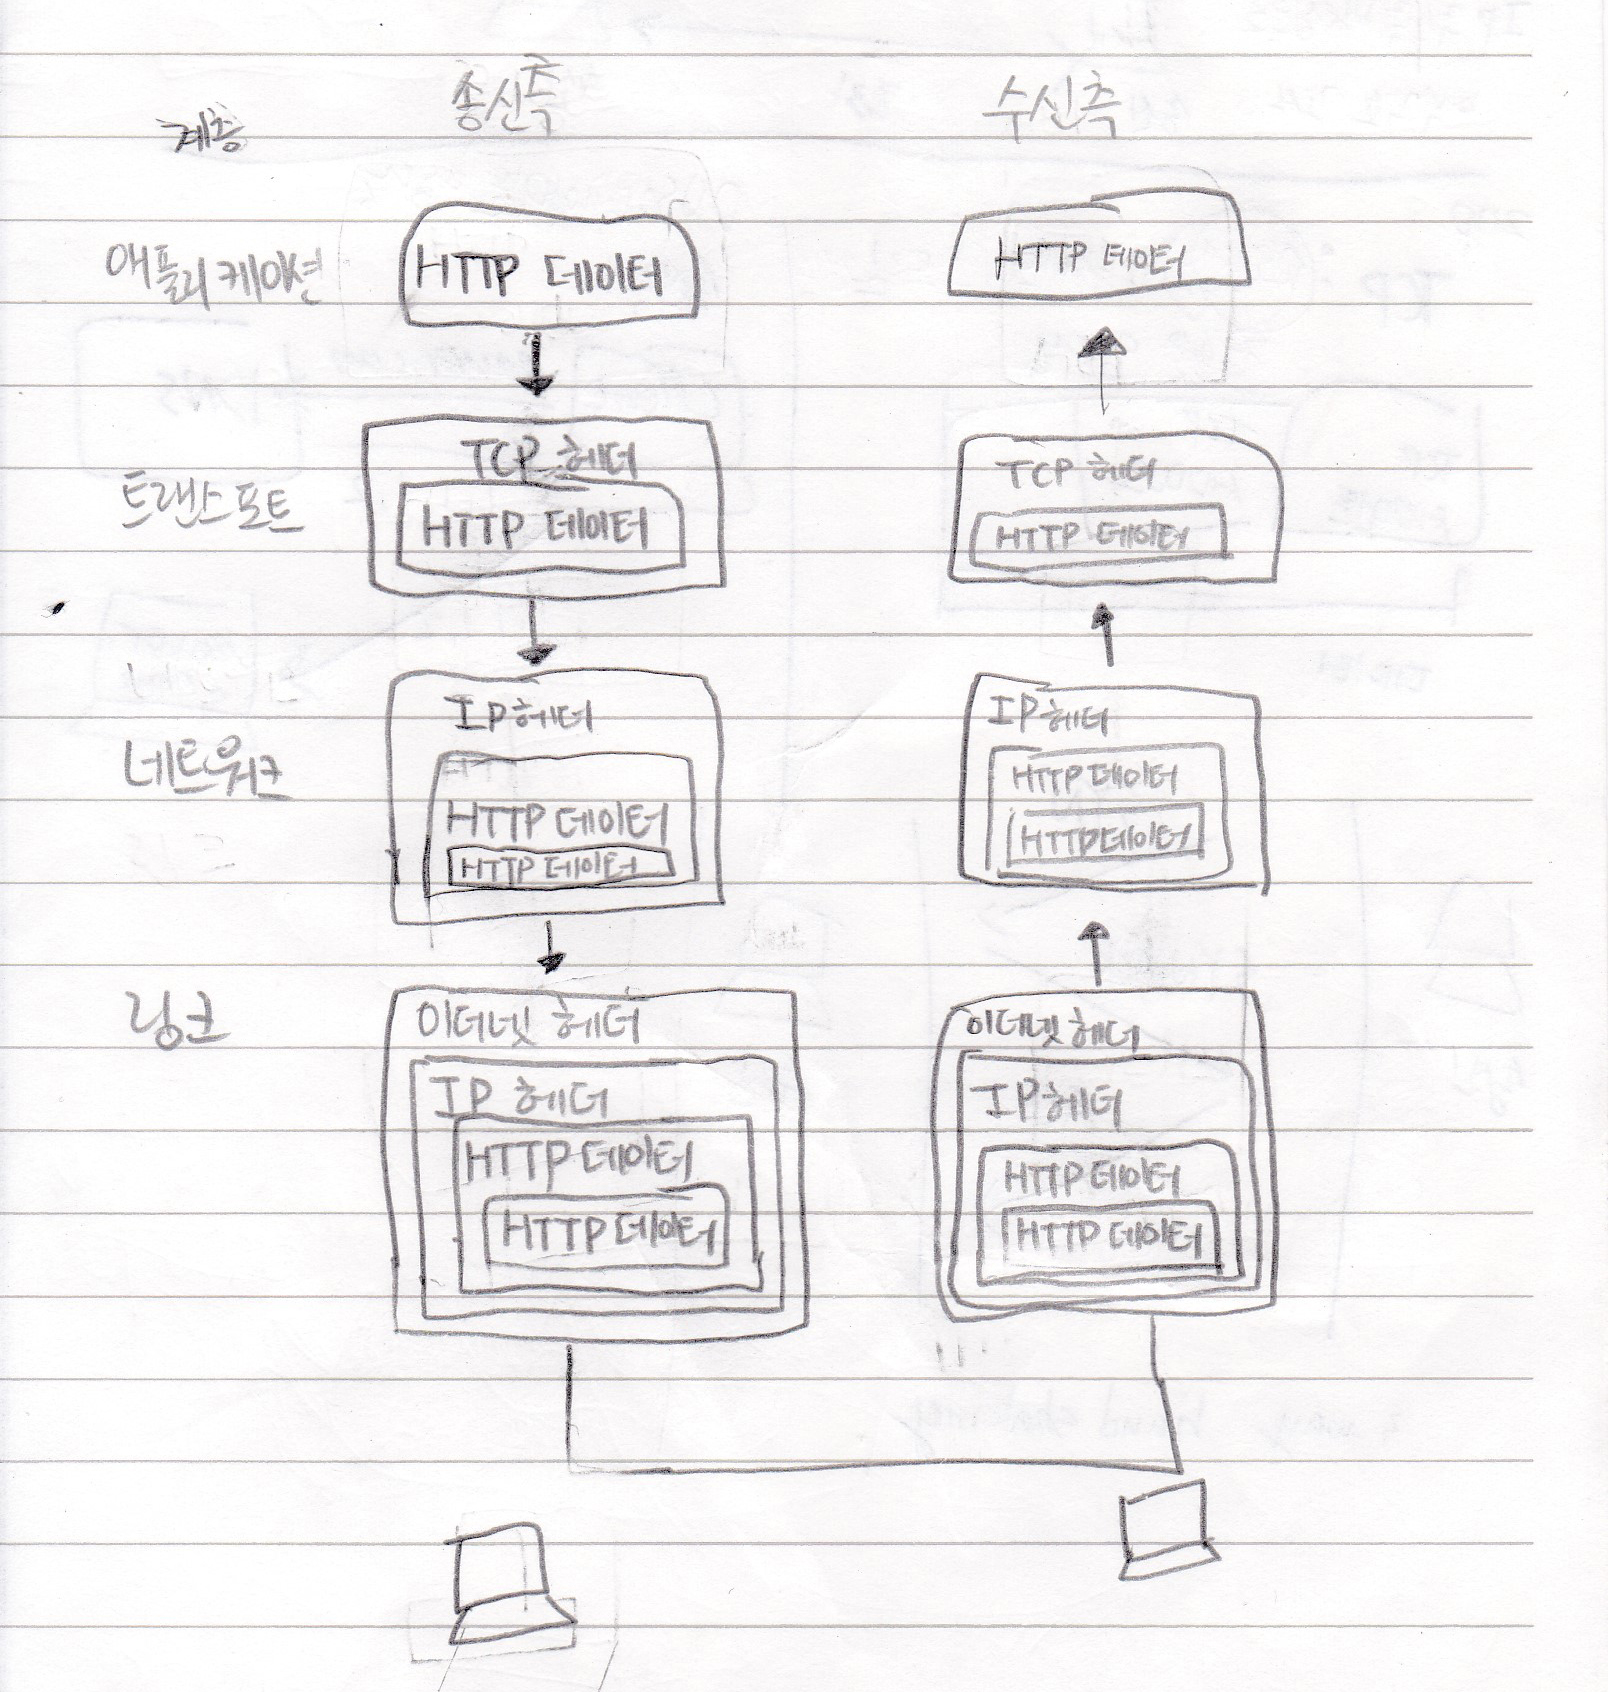 송신측 수신측
계층
애플리케이션 HTTP 데이터 HTTP 데이터
TCP 헤더 TCP 헤더
트랜스포트 HTTP 데이터 HTTP 데이터
IP 헤더 IP 헤더
네트워크 HTTP 데이터 HTTP 데이터
HTTP 데이터 HTTP 데이터
링크 이더넷 헤더 이더넷 헤더
IP 헤더 IP 헤더
HTTP 데이터 HTTP 데이터
HTTP 데이터 HTTP 데이터